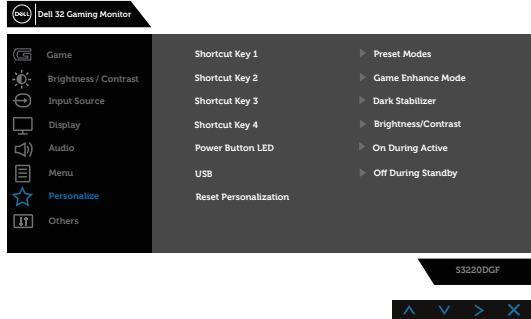 DELL Dell 32 Gaming Monitor
Game
Shortcut Key 1 Preset Modes
Brightness / Contrast
Shortcut Key 2 Game Enhance Mode
Input Source
Shortcut Key 3 Dark Stabilizer
Display
Shortcut Key 4 Brightness/Contrast
Audio
Power Button LED On During Active
Menu
USB Off During Standby
Personalize
Reset Personalization
Others
S3220DGF